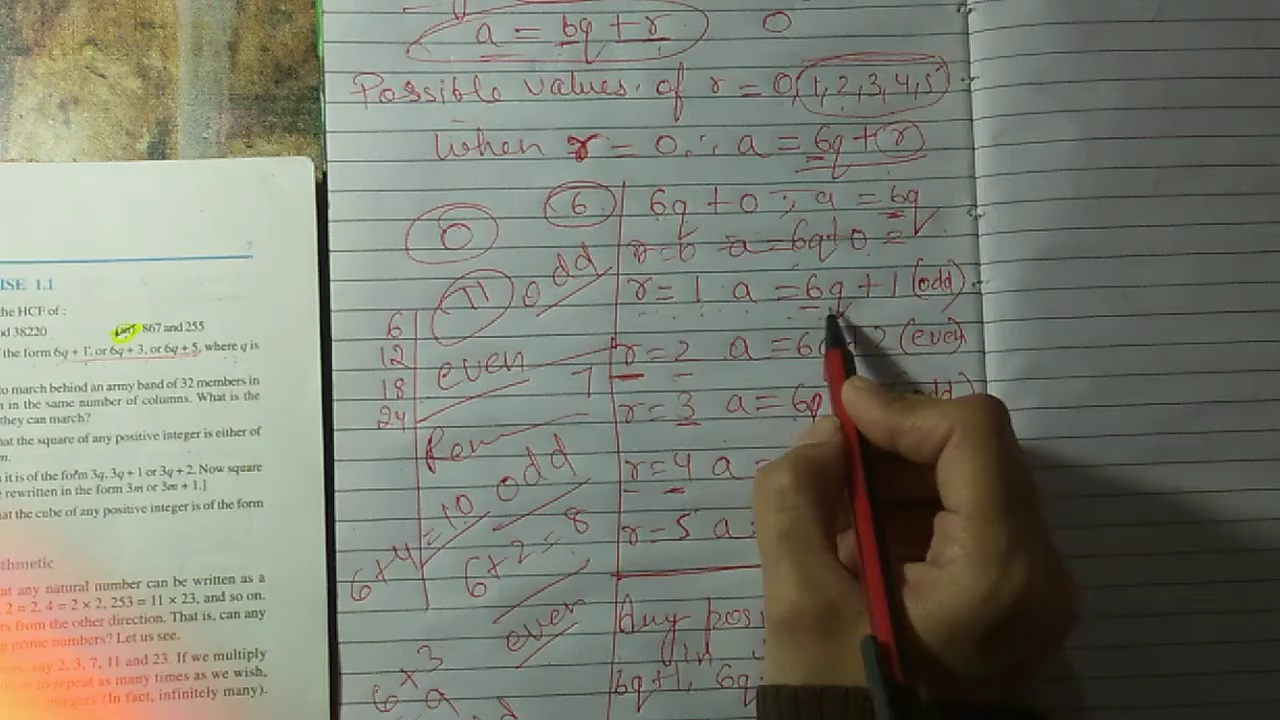 7
ISE 1.1
the HCF of :
nd 38220 867 and 255
the form 6q + 1, or 6q + 3, or 6q + 5, where q is
to march behind an army band of 32 members in
in the same number of columns. What is the
they can march?
hat the square of any positive integer is either of
m.
it is of the form 3q, 3q + 1 or 3q + 2. Now square
rewritten in the form 3m or 3m + 1.]
hat the cube of any positive integer is of the form
thmetic
at any natural number can be written as a
2 = 2, 4 = 2 × 2, 253 = 11 × 23, and so on.
rs from the other direction. That is, can any
prime numbers? Let us see.
say 2, 3, 7, 11 and 23. If we multiply
to repeat as many times as we wish,
(In fact, infinitely many).
a = 6q + r 0
Possible values of r = 0, 1, 2, 3, 4, 5
When r = 0 ∴ a = 6q + r
6 6q + 0 ; a = 6q
r = 0 a = 6q + 0 =
r = 1 a = 6q + 1 (odd)
r = 2 a = 6q + 2 (even)
r = 3 a = 6q odd)
r = 4 a =
r = 5 a =
Any pos
6q + 1, 6q
11 odd
6
12
18
24
even
7
Rem
odd
6 + 4 = 10
6 + 2 = 8
even
6 + 3
9